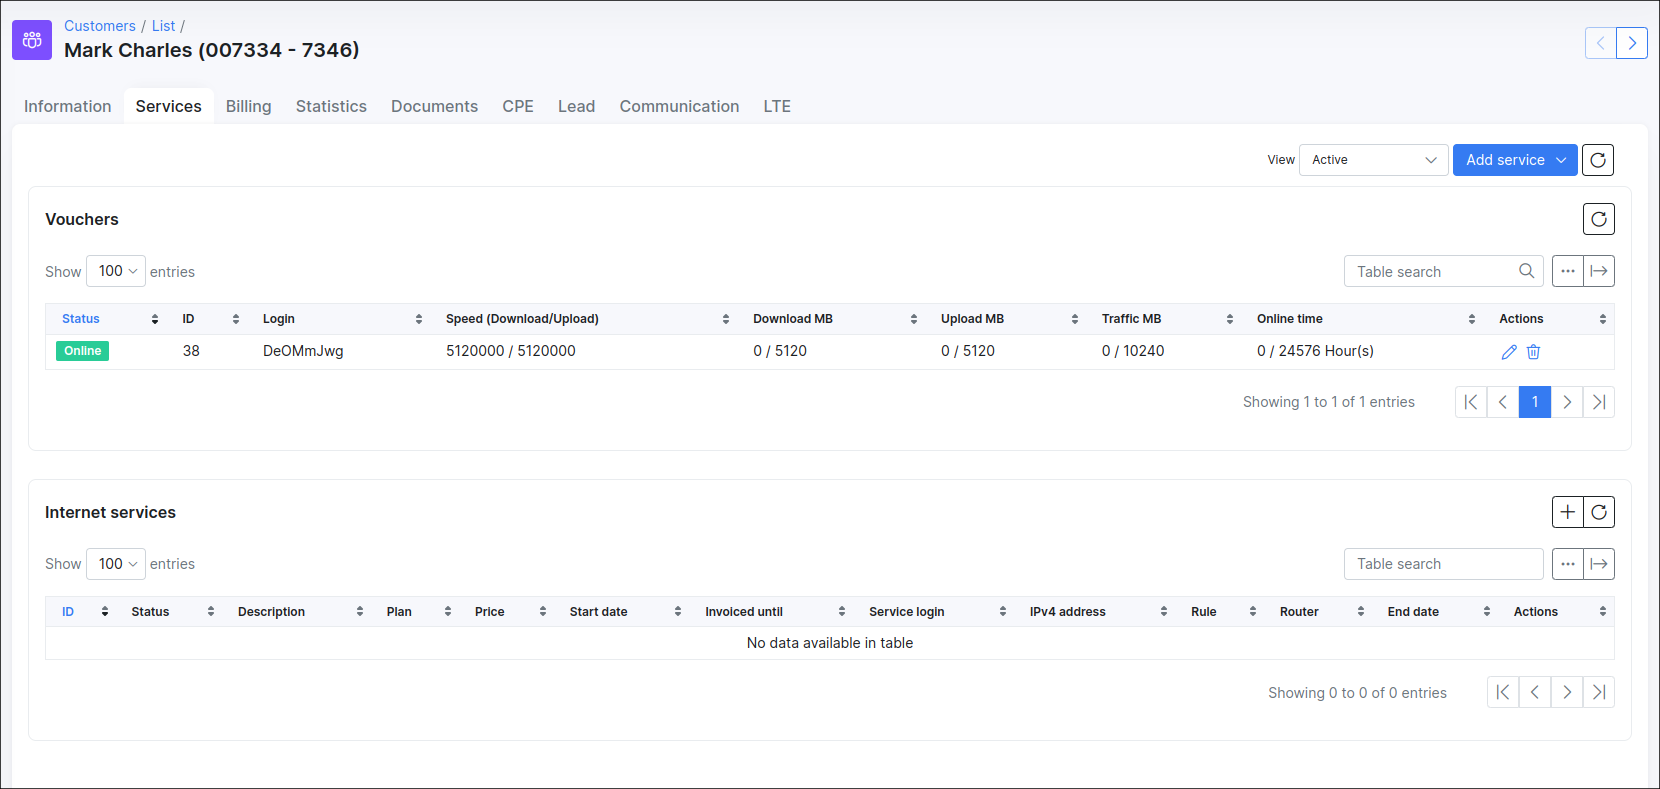 Customers / List /
Mark Charles (007334 - 7346)
Information Services Billing Statistics Documents CPE Lead Communication LTE
View Active Add service
Vouchers
Show 100 entries Table search
Status ID Login Speed (Download/Upload) Download MB Upload MB Traffic MB Online time Actions
Online 38 DeOMmJwg 5120000 / 5120000 0 / 5120 0 / 5120 0 / 10240 0 / 24576 Hour(s)
Showing 1 to 1 of 1 entries 1
Internet services
Show 100 entries Table search
ID Status Description Plan Price Start date Invoiced until Service login IPv4 address Rule Router End date Actions
No data available in table
Showing 0 to 0 of 0 entries